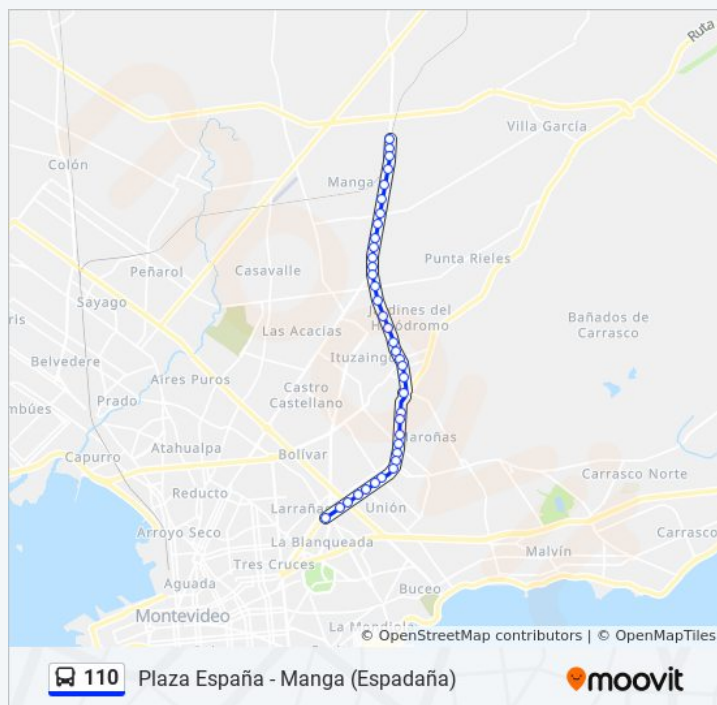 Ruta
Villa García
Colón
Manga
Punta Rieles
Peñarol
Casavalle
Sayago
Jardines del
Hipódromo
Bañados de
Carrasco
Las Acacias
Ituzaingó
Belvedere
Aires Puros
Castro
Castellano
Prado
Maroñas
Atahualpa
Capurro
Bolívar
Carrasco Norte
Reducto
Larrañaga
Unión
Arroyo Seco
La Blanqueada
Carrasco
Malvín
Tres Cruces
Aguada
Buceo
Montevideo
© OpenStreetMap contributors | © OpenMapTiles
110 Plaza España - Manga (Espadaña)
moovit